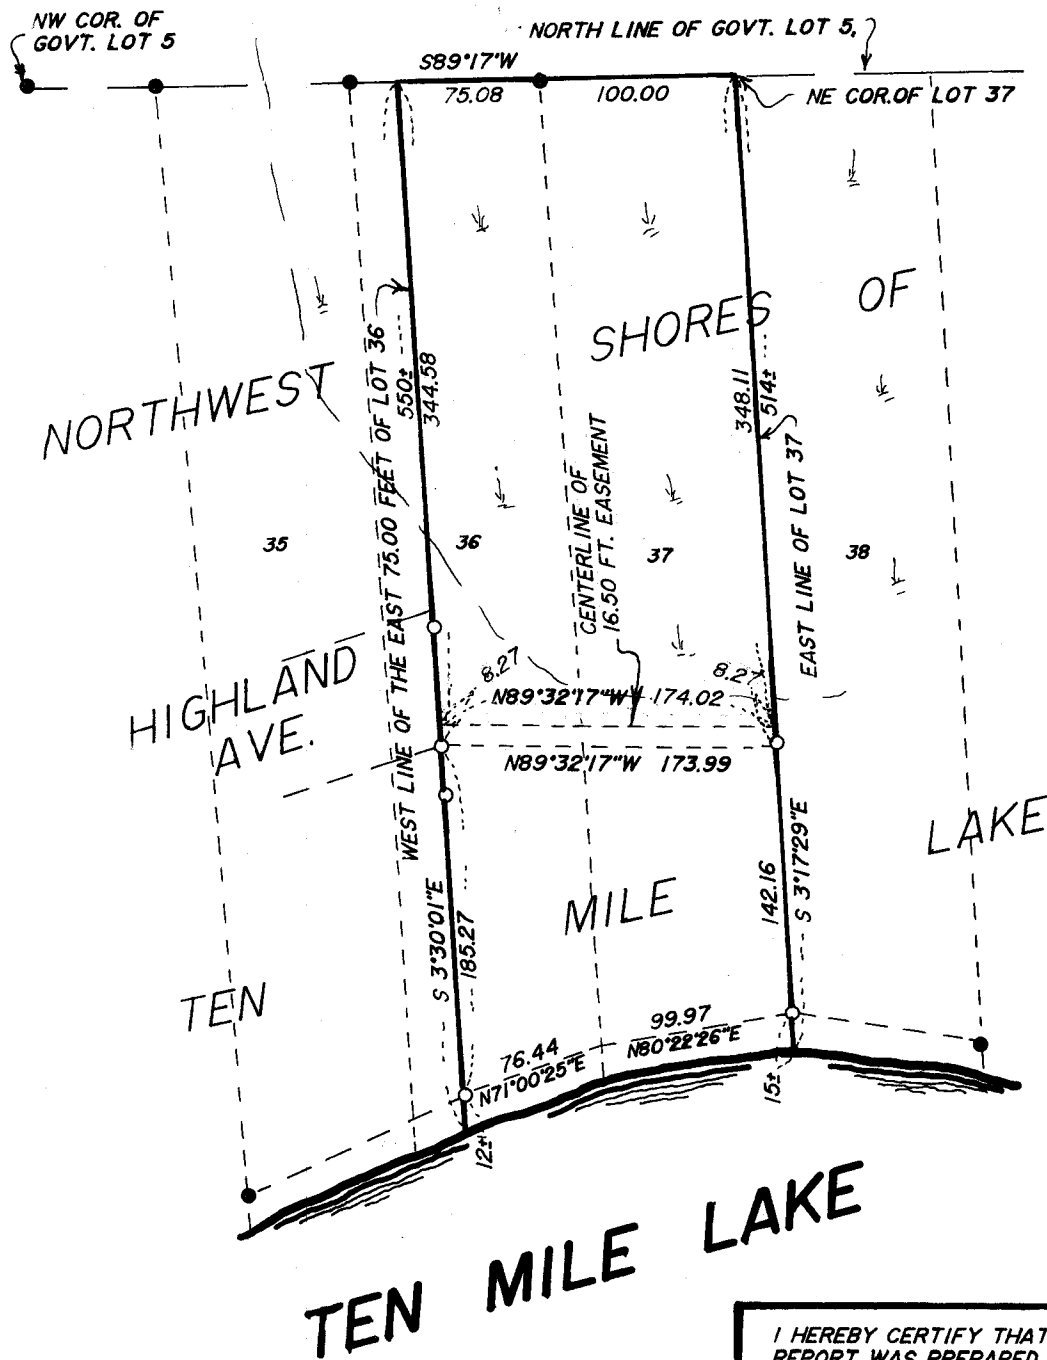 NW COR. OF
GOVT. LOT 5
NORTH LINE OF GOVT. LOT 5,
S89°17'W
75.08
100.00
NE COR. OF LOT 37
SHORES
OF
NORTHWEST
WEST LINE OF THE EAST 75.00 FEET OF LOT 36
550±
344.58
348.11
514±
EAST LINE OF LOT 37
CENTERLINE OF
16.50 FT. EASEMENT
35
36
37
38
HIGHLAND
AVE.
8.27
8.27
N89°32'17"W 174.02
N89°32'17"W 173.99
LAKE
MILE
TEN
S 3°30'01"E
185.27
142.16
S 3°17'29"E
76.44
N71°00'25"E
99.97
N80°22'26"E
12±
15±
TEN MILE LAKE
I HEREBY CERTIFY THAT
REPORT WAS PREPARED